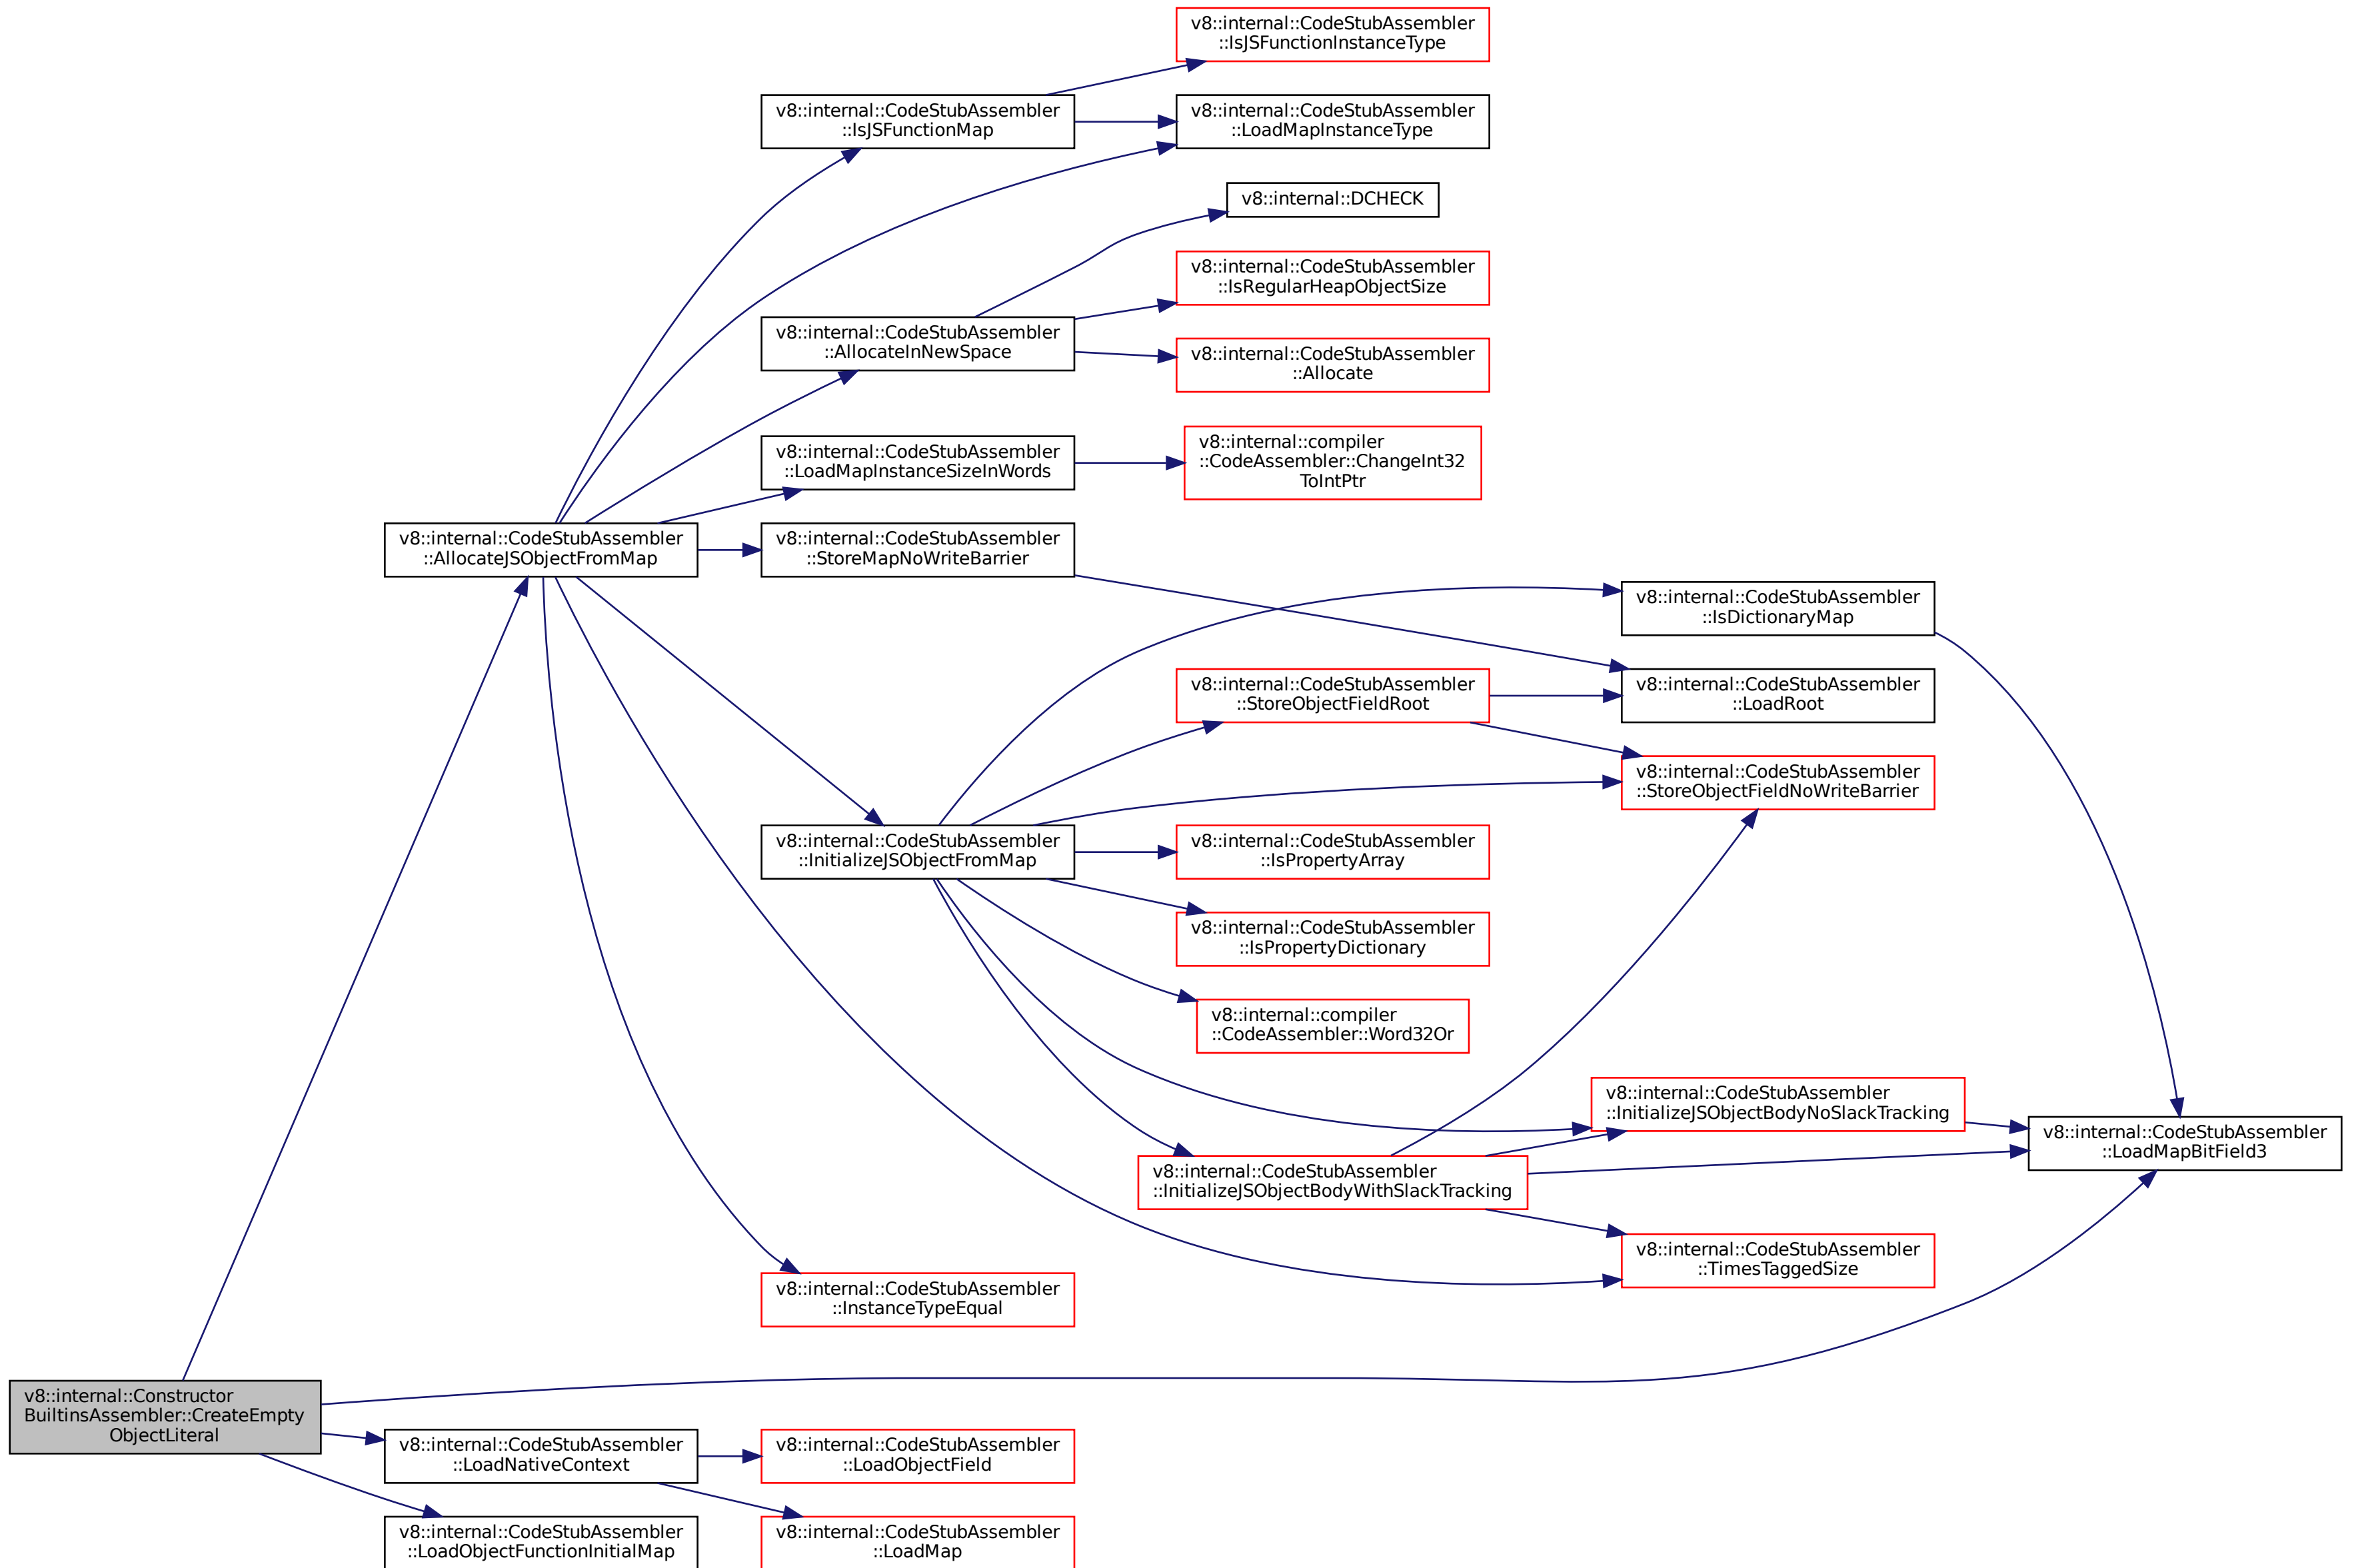 v8::internal::CodeStubAssembler
::IsJSFunctionInstanceType
v8::internal::CodeStubAssembler
::IsJSFunctionMap
v8::internal::CodeStubAssembler
::LoadMapInstanceType
v8::internal::DCHECK
v8::internal::CodeStubAssembler
::IsRegularHeapObjectSize
v8::internal::CodeStubAssembler
::AllocateInNewSpace
v8::internal::CodeStubAssembler
::Allocate
v8::internal::CodeStubAssembler
::LoadMapInstanceSizeInWords
v8::internal::compiler
::CodeAssembler::ChangeInt32
ToIntPtr
v8::internal::CodeStubAssembler
::AllocateJSObjectFromMap
v8::internal::CodeStubAssembler
::StoreMapNoWriteBarrier
v8::internal::CodeStubAssembler
::IsDictionaryMap
v8::internal::CodeStubAssembler
::StoreObjectFieldRoot
v8::internal::CodeStubAssembler
::LoadRoot
v8::internal::CodeStubAssembler
::StoreObjectFieldNoWriteBarrier
v8::internal::CodeStubAssembler
::InitializeJSObjectFromMap
v8::internal::CodeStubAssembler
::IsPropertyArray
v8::internal::CodeStubAssembler
::IsPropertyDictionary
v8::internal::compiler
::CodeAssembler::Word32Or
v8::internal::CodeStubAssembler
::InitializeJSObjectBodyNoSlackTracking
v8::internal::CodeStubAssembler
::LoadMapBitField3
v8::internal::CodeStubAssembler
::InitializeJSObjectBodyWithSlackTracking
v8::internal::CodeStubAssembler
::TimesTaggedSize
v8::internal::CodeStubAssembler
::InstanceTypeEqual
v8::internal::Constructor
BuiltinsAssembler::CreateEmpty
ObjectLiteral
v8::internal::CodeStubAssembler
::LoadNativeContext
v8::internal::CodeStubAssembler
::LoadObjectField
v8::internal::CodeStubAssembler
::LoadObjectFunctionInitialMap
v8::internal::CodeStubAssembler
::LoadMap